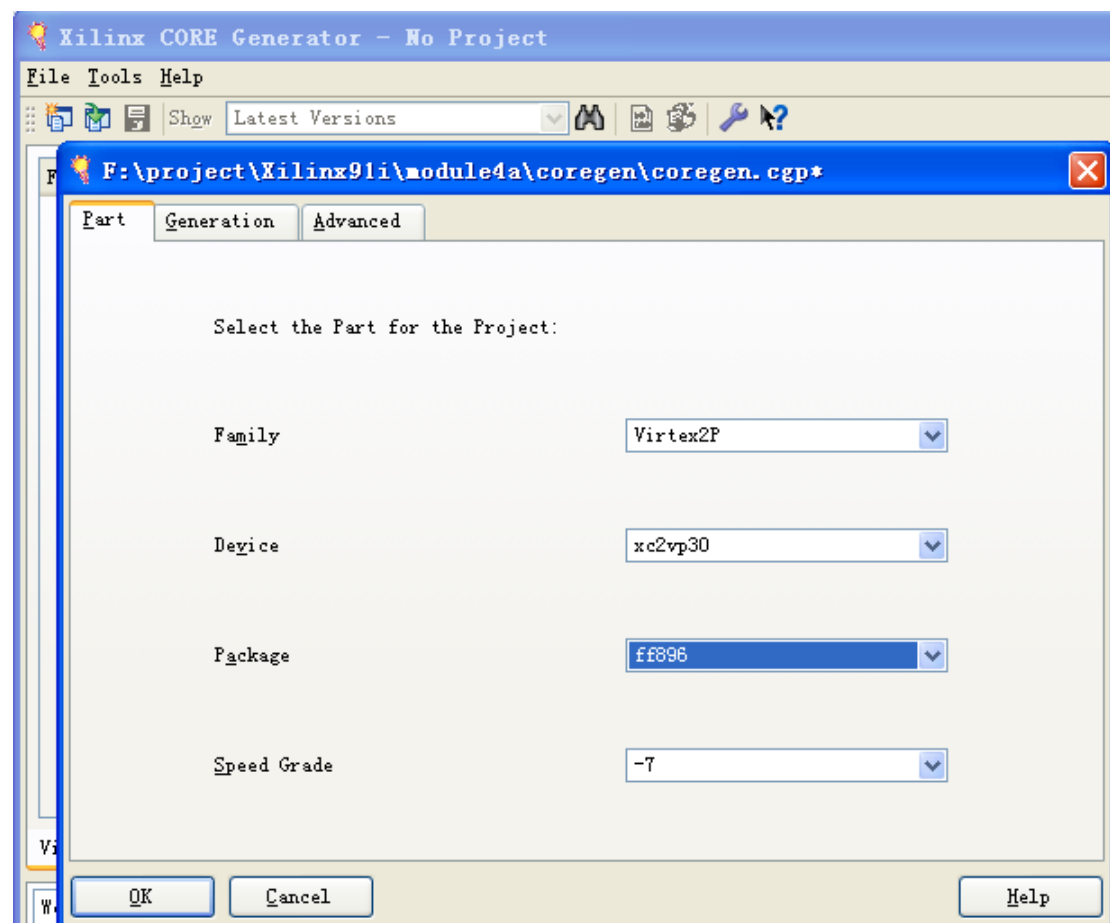 Xilinx CORE Generator - No Project
File Tools Help
Show Latest Versions
F:\project\Xilinx91i\module4a\coregen\coregen.cgp*
Part Generation Advanced
Select the Part for the Project:
Family Virtex2P
Device xc2vp30
Package ff896
Speed Grade -7
OK Cancel Help